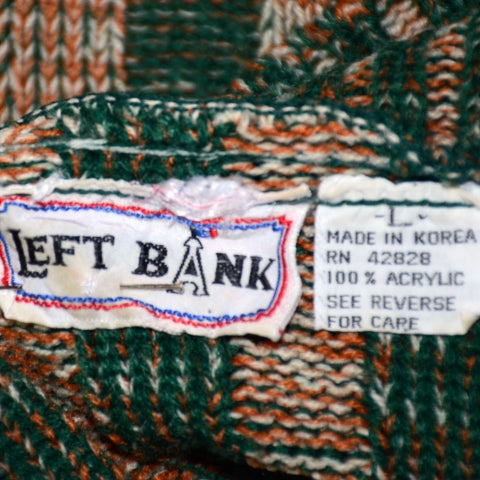 LEFT BANK
-L-
MADE IN KOREA
RN 42828
100% ACRYLIC
SEE REVERSE
FOR CARE